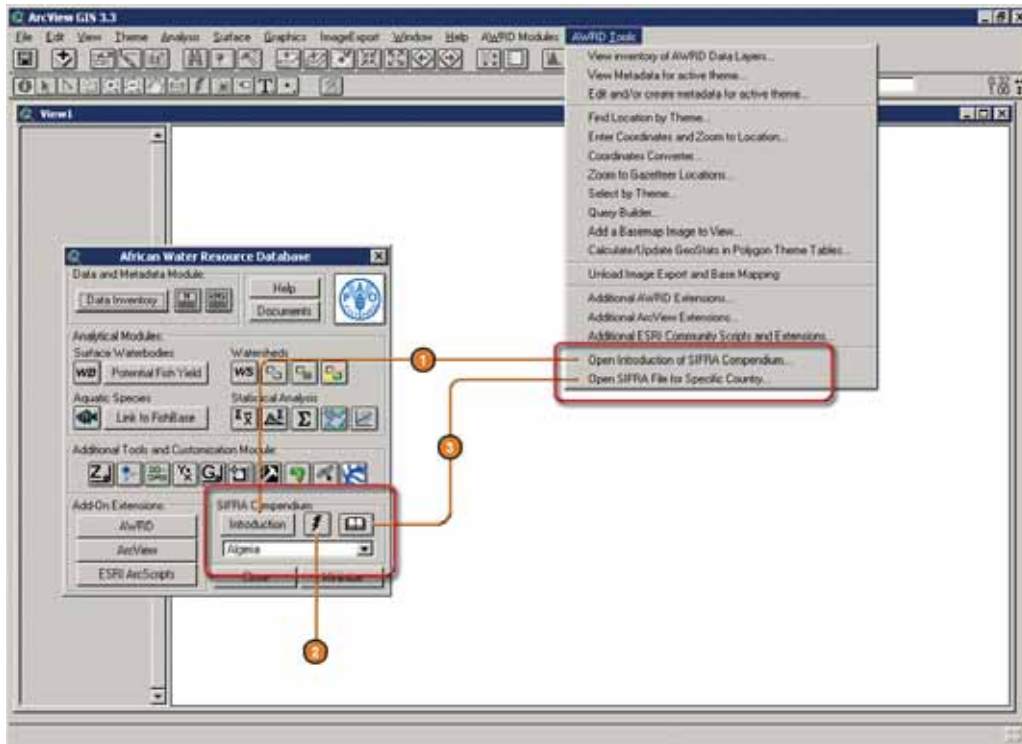 ArcView GIS 3.3
File Edit View Theme Analysis Surface Graphics ImageExport Window Help AWRD Modules AWRD Tools
View inventory of AWRD Data Layers...
View Metadata for active theme...
Edit and/or create metadata for active theme...
Find Location by Theme...
Enter Coordinates and Zoom to Location...
Coordinates Converter...
Zoom to Gazetteer Locations...
Select by Theme...
Query Builder...
Add a Basemap Image to View...
Calculate/Update GeoStats in Polygon Theme Tables...
Unload Image Export and Base Mapping
Additional AWRD Extensions...
Additional ArcView Extensions...
Additional ESRI Community Scripts and Extensions...
Open Introduction of SIFRA Compendium...
Open SIFRA File for Specific Country...
View1
African Water Resource Database
Data and Metadata Module:
Data Inventory
Help
Documents
Analytical Modules:
Surface Waterbodies
Watersheds
WB
Potential Fish Yield
WS
Aquatic Species
Statistical Analysis
Link to FishBase
Σ
Additional Tools and Customization Module:
Add-On Extensions:
SIFRA Compendium
AWRD
Introduction
ArcView
Algeria
ESRI ArcScripts
Close
Minimize
1
3
2